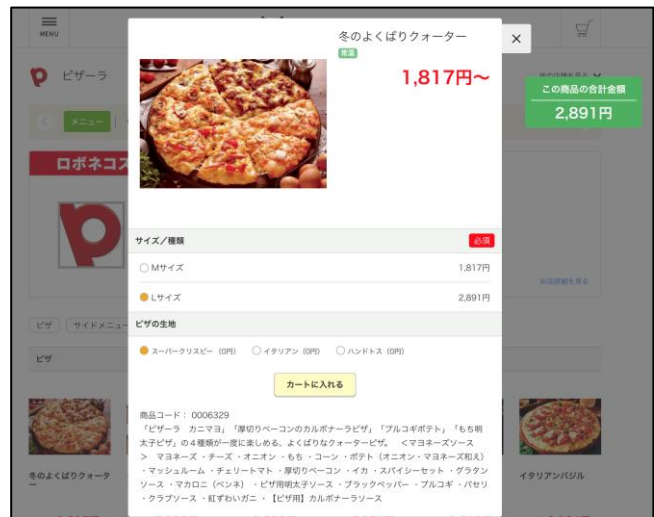 MENU
冬のよくばりクォーター
常温
1,817円〜
×
ピザーラ
他の店舗を見る
この商品の合計金額
2,891円
メニュー
ロボネコス
サイズ／種類
必須
Mサイズ
1,817円
Lサイズ
2,891円
お店詳細を見る
ピザ
サイドメニュー
ピザの生地
ピザ
スーパークリスピー (0円)
イタリアン (0円)
ハンドトス (0円)
カートに入れる
商品コード： 0006329
「ピザーラ カニマヨ」「厚切りベーコンのカルボナーラピザ」「プルコギポテト」「もち明
太子ピザ」の４種類が一度に楽しめる、よくばりなクォーターピザ。 ＜マヨネーズソース
＞ マヨネーズ ・チーズ ・オニオン ・もち ・コーン ・ポテト（オニオン・マヨネーズ和え）
・マッシュルーム ・チェリートマト ・厚切りベーコン ・イカ ・スパイシーセット ・グラタン
ソース ・マカロニ（ペンネ） ・ピザ用明太子ソース ・ブラックペッパー ・プルコギ ・パセリ
・クラブソース ・紅ずわいガニ ・【ピザ用】カルボナーラソース
冬のよくばりクォータ
ー
イタリアンバジル